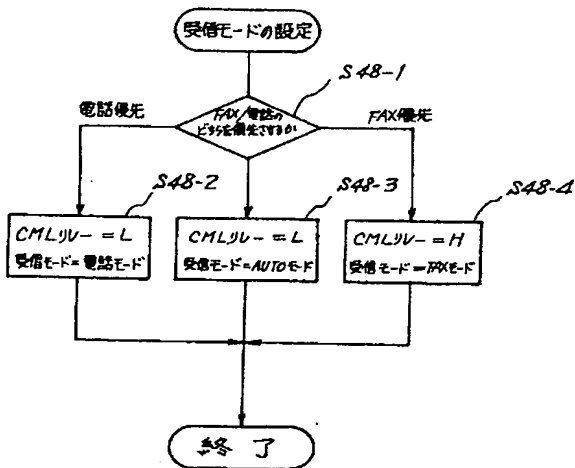 受信モードの設定
S48-1
FAX/電話の
どちらを優先させるか
電話優先
FAX優先
S48-2
S48-3
S48-4
CMLリレー=L
受信モード=電話モード
CMLリレー=L
受信モード=AUTOモード
CMLリレー=H
受信モード=FAXモード
終了